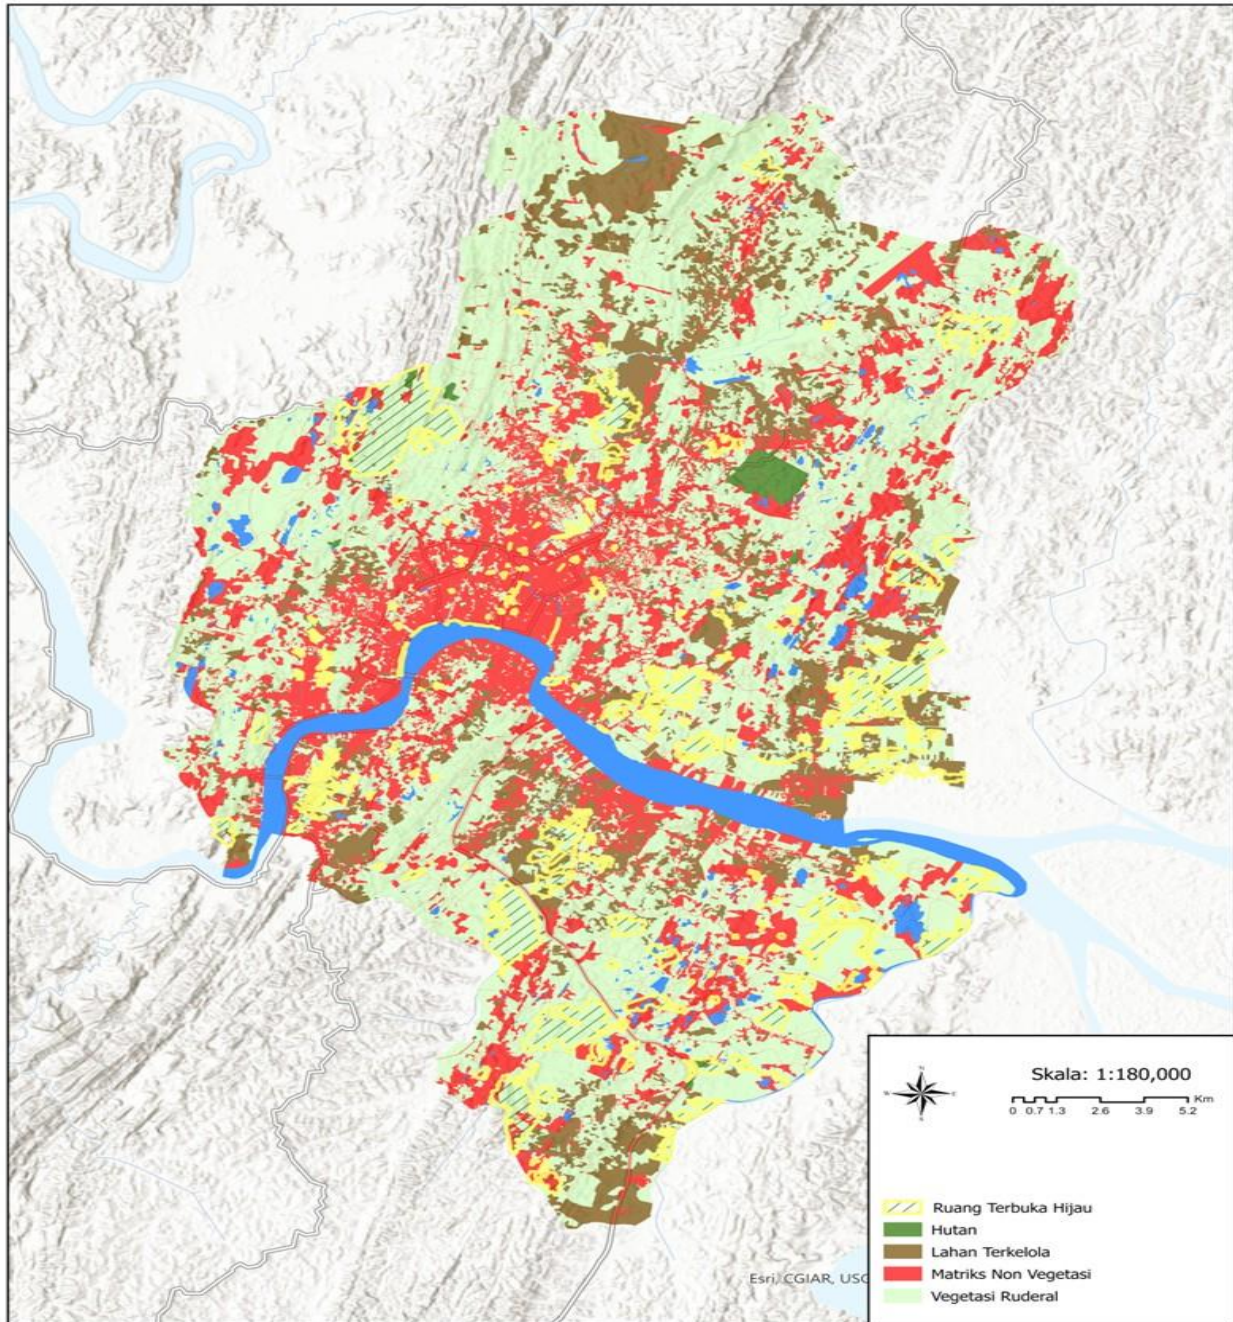 N
W
E
S
Skala: 1:180,000
Km
0 0.7 1.3 2.6 3.9 5.2
Ruang Terbuka Hijau
Hutan
Lahan Terkelola
Matriks Non Vegetasi
Vegetasi Ruderal
Esri, CGIAR, USG